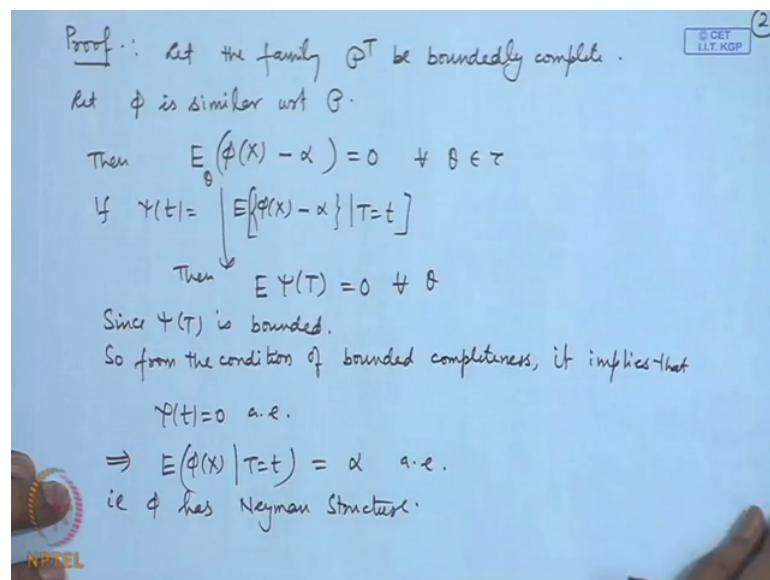 2
© CET
I.I.T. KGP
Proof: Let the family 𝒫^T be boundedly complete.
Let ϕ is similar wrt 𝒫.
Then E_θ(ϕ(X) − α) = 0 ∀ θ ∈ τ
If ψ(t) = E[{ϕ(X) − α} | T=t]
Then E ψ(T) = 0 ∀ θ
Since ψ(T) is bounded.
So from the condition of bounded completeness, it implies that
ψ(t) = 0 a.e.
⇒ E(ϕ(X) | T=t) = α a.e.
ie ϕ has Neyman Structure.
NPTEL